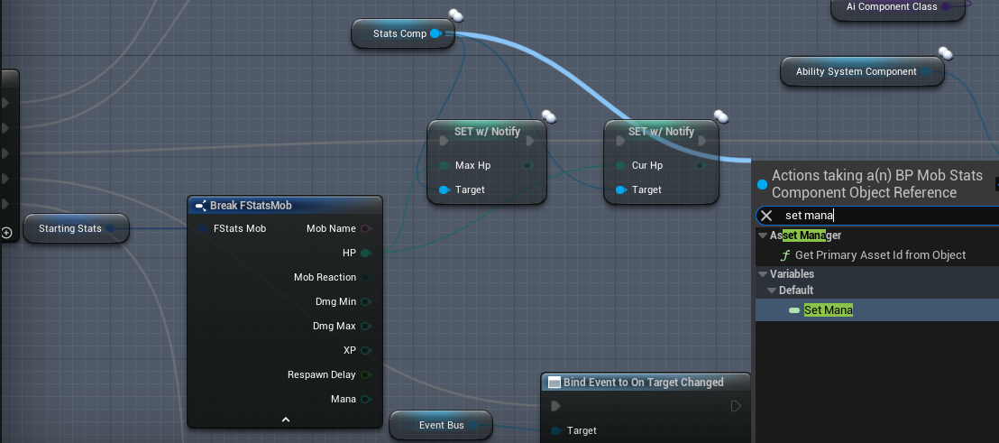 Stats Comp
Ai Component Class
Ability System Component
SET w/ Notify
Max Hp
Target
SET w/ Notify
Cur Hp
Target
Actions taking a(n) BP Mob Stats
Component Object Reference
set mana
Asset Manager
f Get Primary Asset Id from Object
Variables
Default
Set Mana
Starting Stats
Break FStatsMob
FStats Mob
Mob Name
HP
Mob Reaction
Dmg Min
Dmg Max
XP
Respawn Delay
Mana
Event Bus
Bind Event to On Target Changed
Target